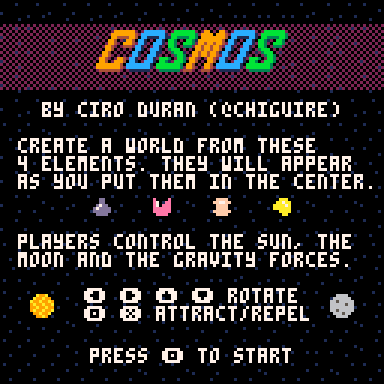 COSMOS
BY CIRO DURAN (@CHIGUIRE)
CREATE A WORLD FROM THESE
4 ELEMENTS. THEY WILL APPEAR
AS YOU PUT THEM IN THE CENTER.
PLAYERS CONTROL THE SUN, THE
MOON AND THE GRAVITY FORCES.
ROTATE
ATTRACT/REPEL
PRESS TO START